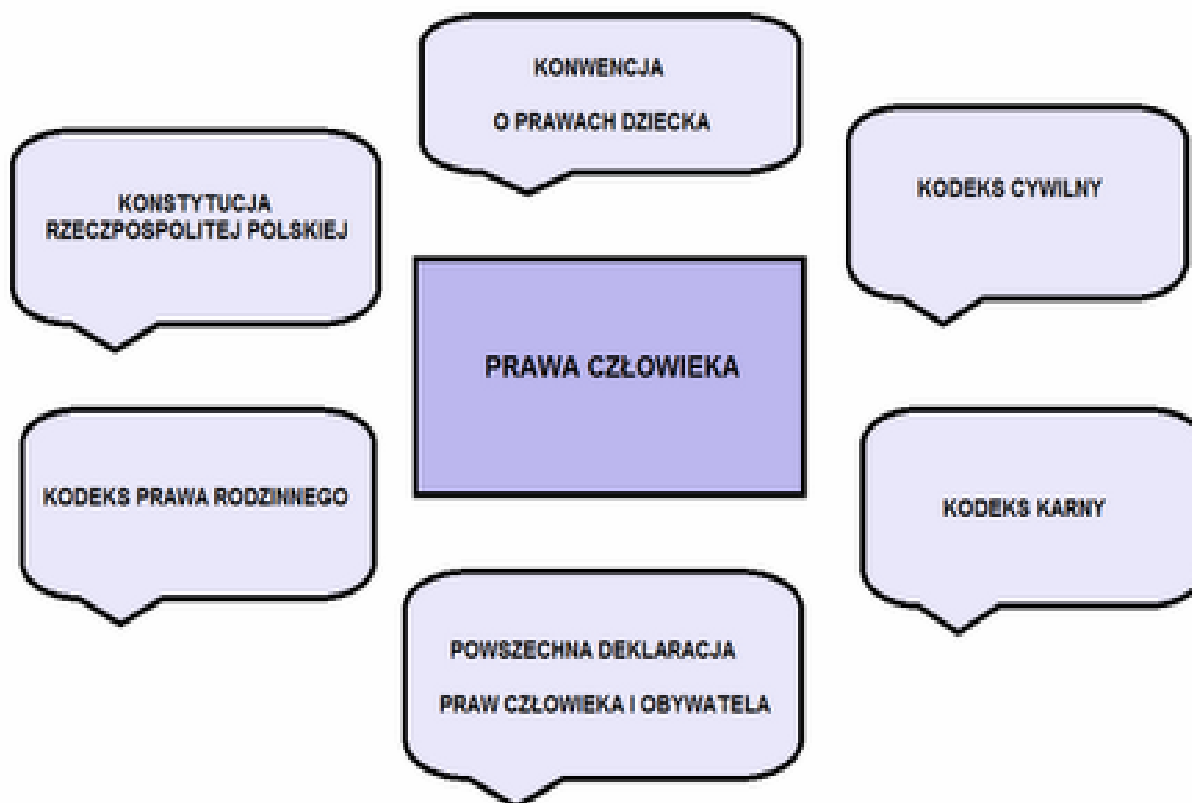 KONWENCJA
O PRAWACH DZIECKA
KONSTYTUCJA
RZECZPOSPOLITEJ POLSKIEJ
KODEKS CYWILNY
PRAWA CZŁOWIEKA
KODEKS PRAWA RODZINNEGO
KODEKS KARNY
POWSZECHNA DEKLARACJA
PRAW CZŁOWIEKA I OBYWATELA